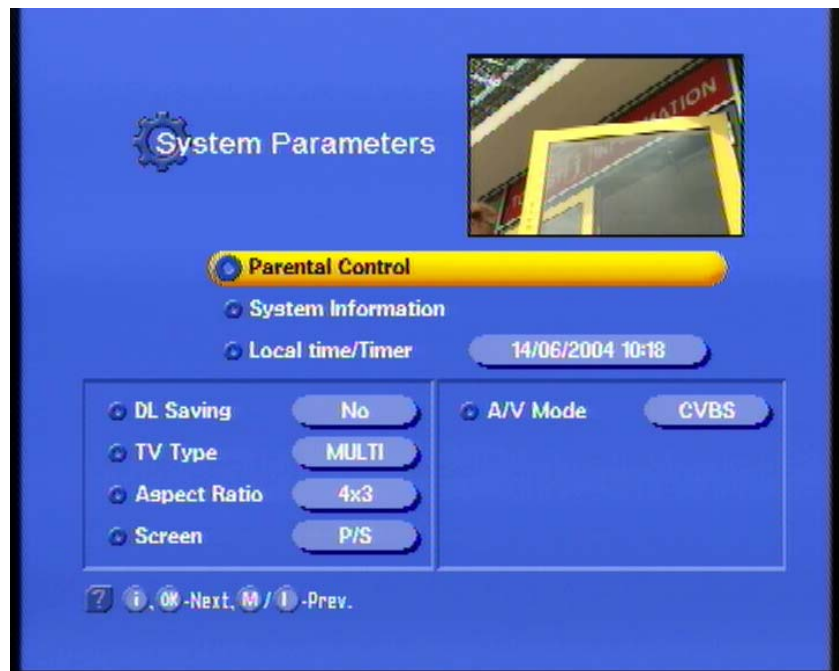 System Parameters
Parental Control
System Information
Local time/Timer 14/06/2004 10:18
DL Saving No
TV Type MULTI
Aspect Ratio 4x3
Screen P/S
A/V Mode CVBS
? i, OK -Next, M / I -Prev.